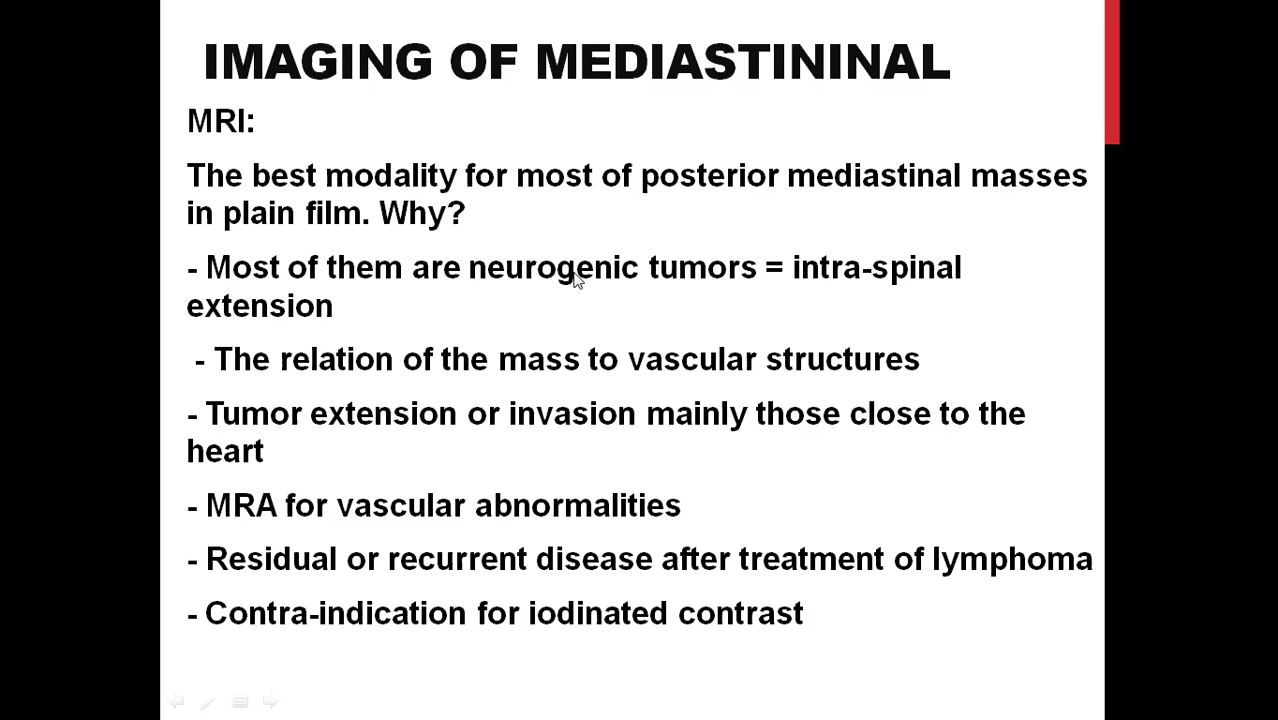 IMAGING OF MEDIASTININAL
MRI:
The best modality for most of posterior mediastinal masses
in plain film. Why?
- Most of them are neurogenic tumors = intra-spinal
extension
- The relation of the mass to vascular structures
- Tumor extension or invasion mainly those close to the
heart
- MRA for vascular abnormalities
- Residual or recurrent disease after treatment of lymphoma
- Contra-indication for iodinated contrast